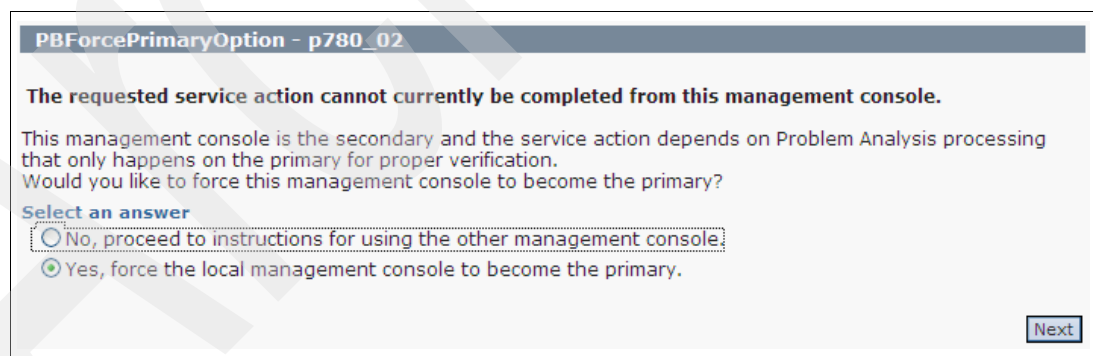 PBForcePrimaryOption - p780_02
The requested service action cannot currently be completed from this management console.
This management console is the secondary and the service action depends on Problem Analysis processing
that only happens on the primary for proper verification.
Would you like to force this management console to become the primary?
Select an answer
No, proceed to instructions for using the other management console.
Yes, force the local management console to become the primary.
Next